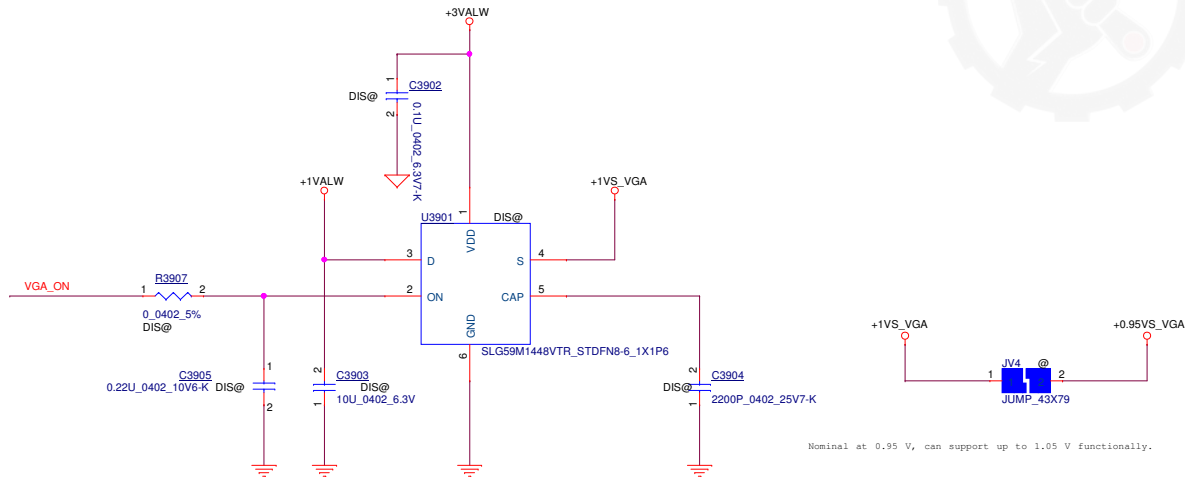 +3VALW
1
C3902
DIS@
2
0.1U_0402_6.3V7-K
+1VALW
+1VS_VGA
U3901
DIS@
1
VDD
3
D
S
4
VGA_ON
1
R3907
2
2
ON
CAP
5
0_0402_5%
DIS@
GND
6
SLG59M1448VTR_STDFN8-6_1X1P6
+1VS_VGA
+0.95VS_VGA
1
C3905
0.22U_0402_10V6-K
DIS@
2
2
C3903
DIS@
10U_0402_6.3V
1
2
C3904
DIS@
2200P_0402_25V7-K
1
JV4
@
1
1
2
2
JUMP_43X79
Nominal at 0.95 V, can support up to 1.05 V functionally.